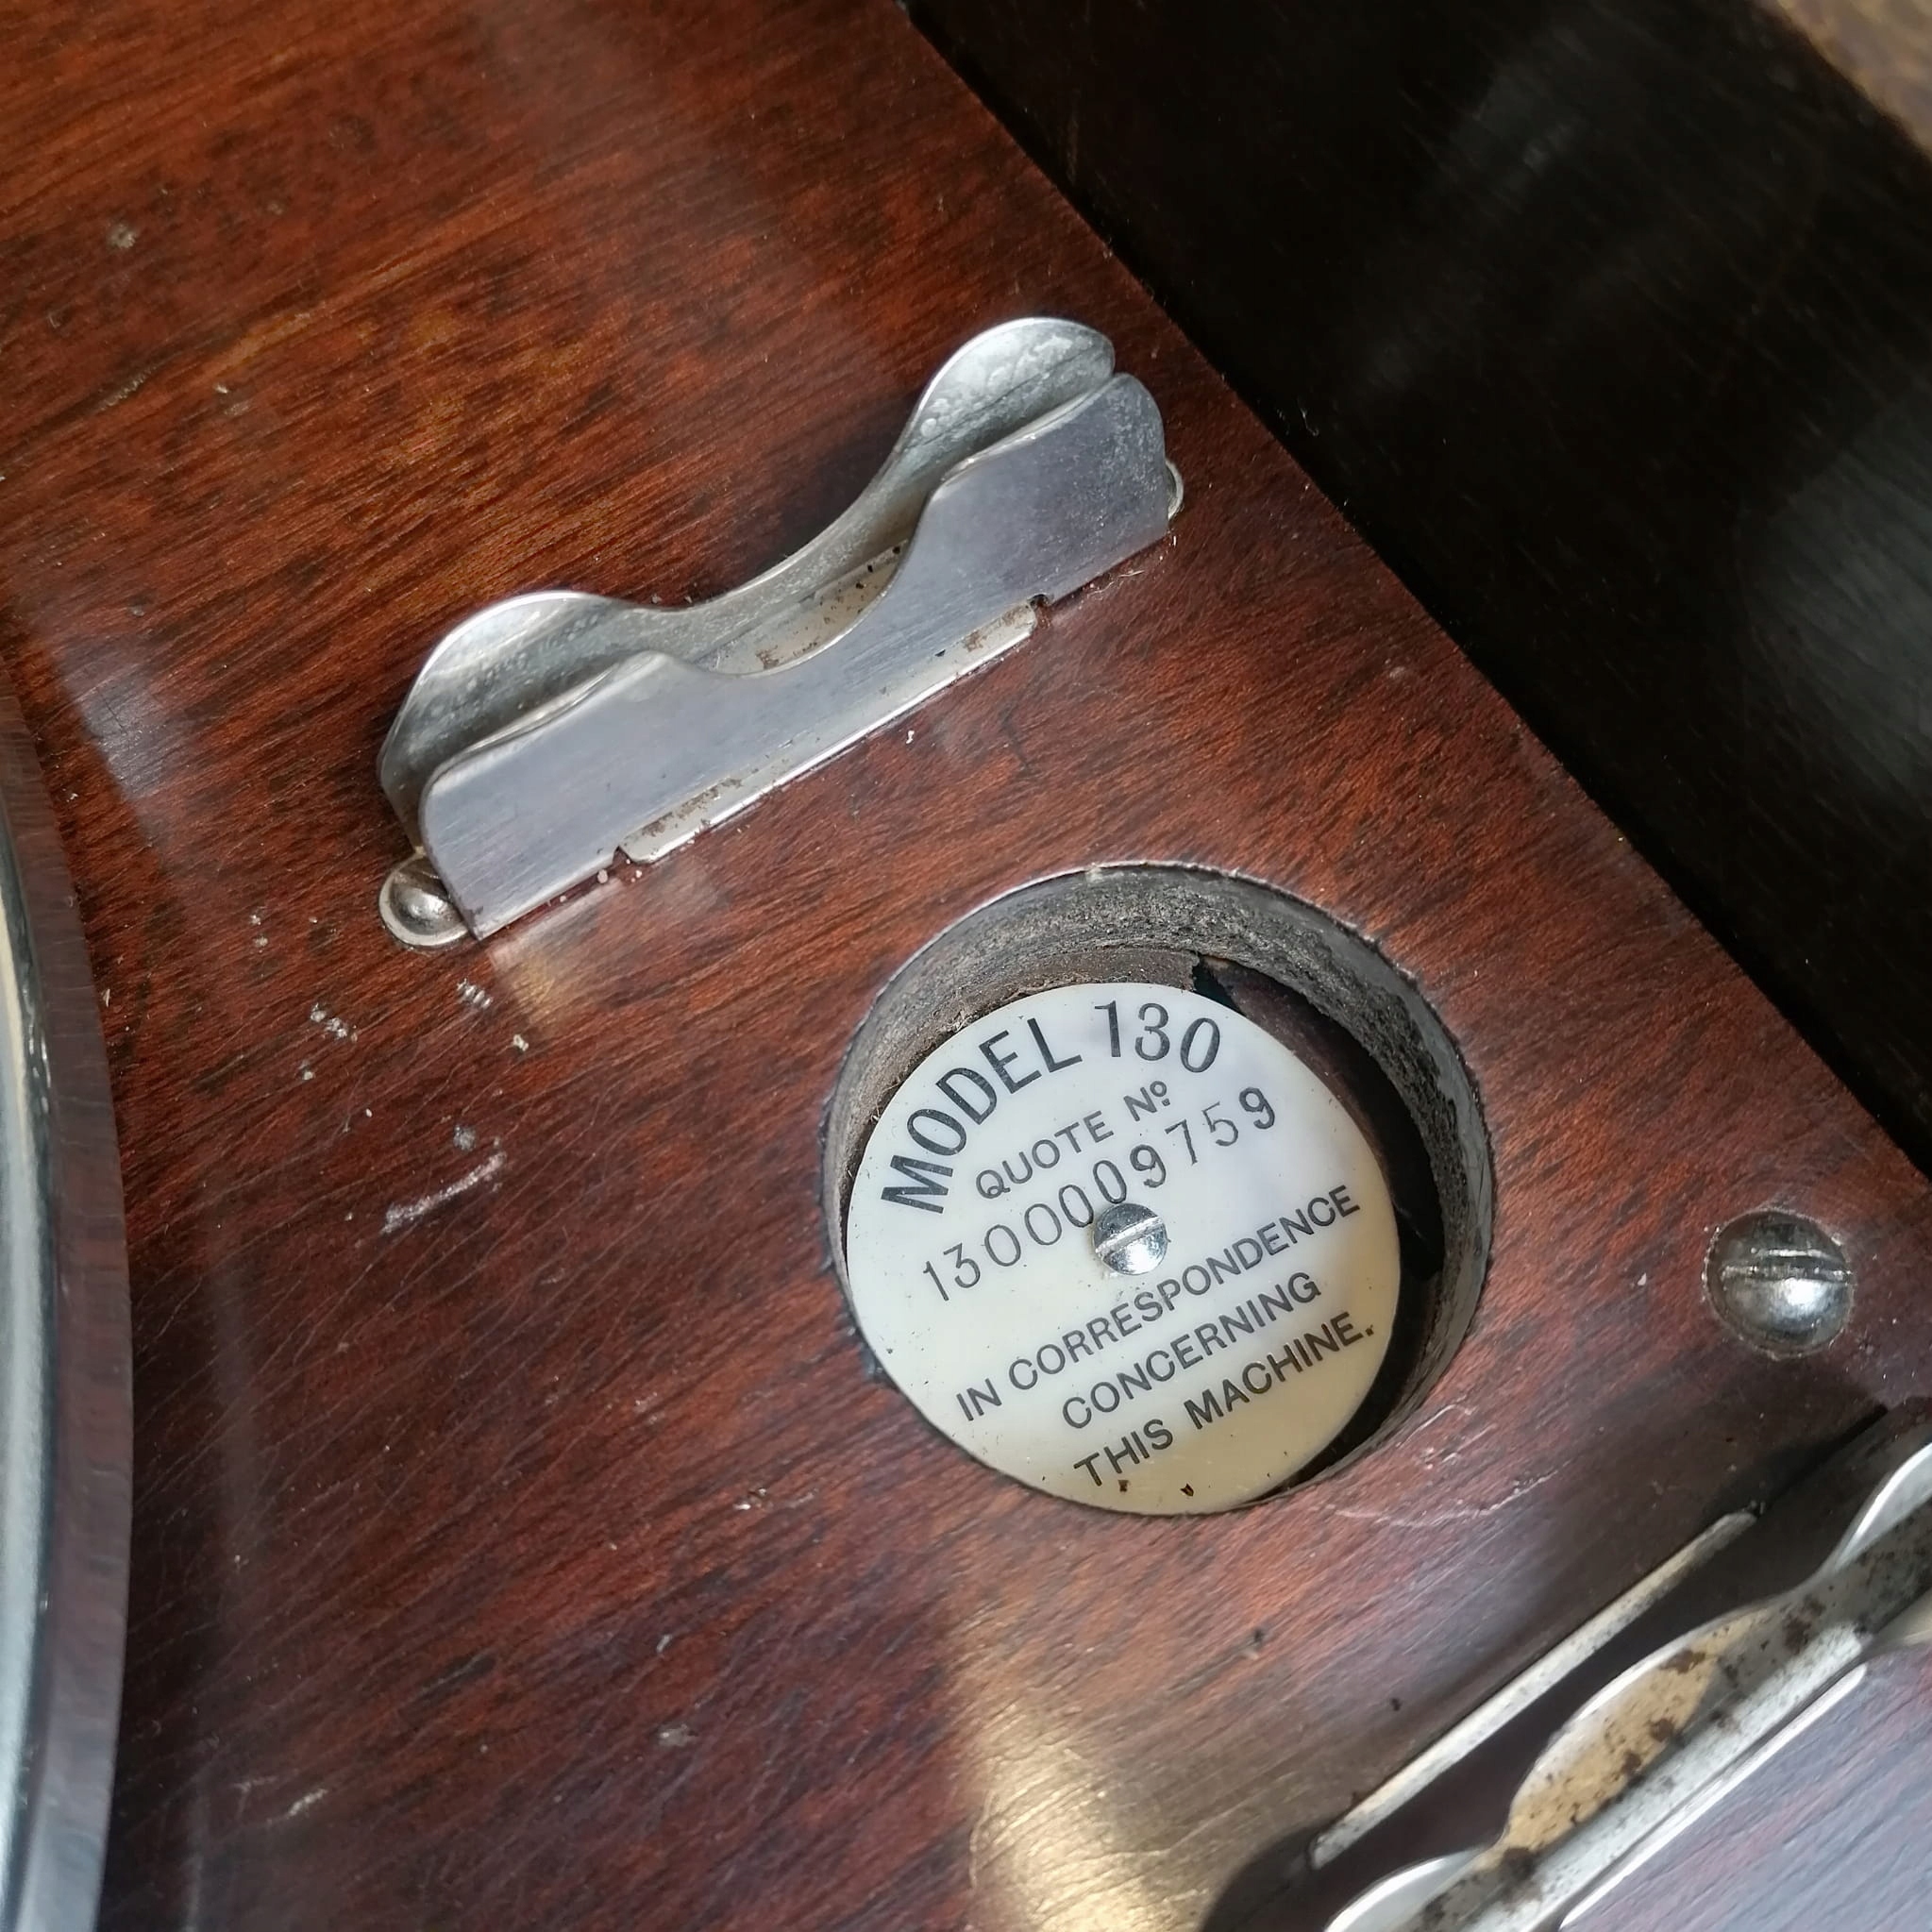 MODEL 130
QUOTE Nº
1300009759
IN CORRESPONDENCE
CONCERNING
THIS MACHINE.